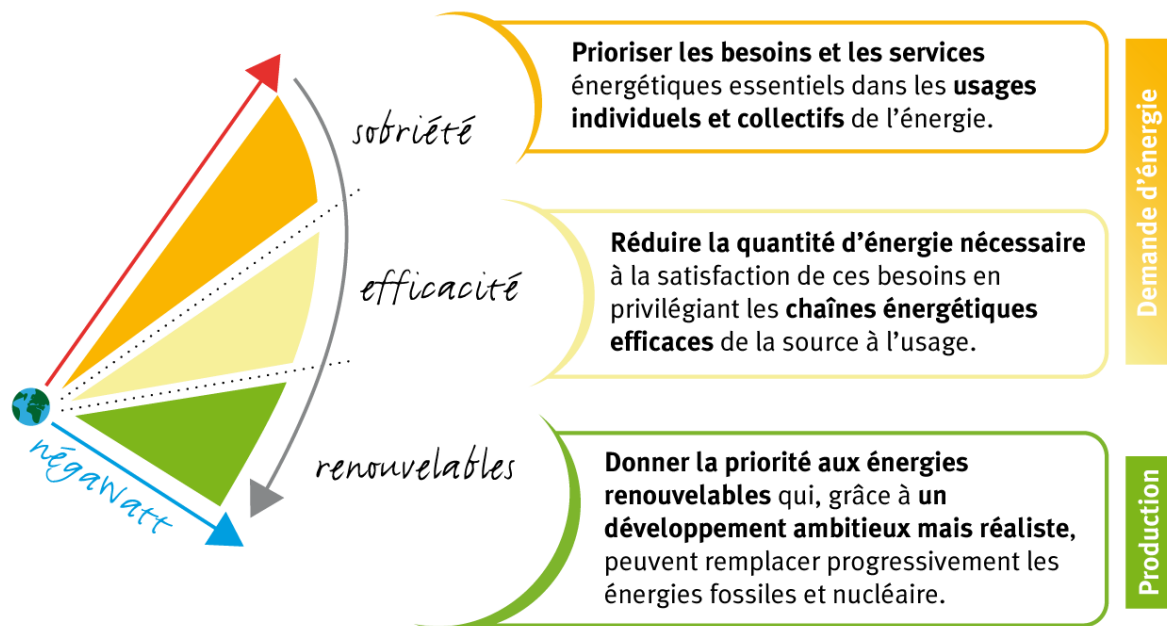 sobriété
Prioriser les besoins et les services
énergétiques essentiels dans les usages
individuels et collectifs de l’énergie.
efficacité
Réduire la quantité d’énergie nécessaire
à la satisfaction de ces besoins en
privilégiant les chaînes énergétiques
efficaces de la source à l’usage.
Demande d’énergie
négaWatt
renouvelables
Donner la priorité aux énergies
renouvelables qui, grâce à un
développement ambitieux mais réaliste,
peuvent remplacer progressivement les
énergies fossiles et nucléaire.
Production